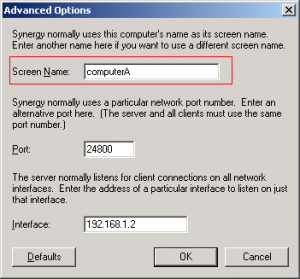 Advanced Options
Synergy normally uses this computer's name as its screen name.
Enter another name here if you want to use a different screen name.
Screen Name: computerA
Synergy normally uses a particular network port number. Enter an
alternative port here. (The server and all clients must use the same
port number.)
Port: 24800
The server normally listens for client connections on all network
interfaces. Enter the address of a particular interface to listen on just
that interface.
Interface: 192.168.1.2
Defaults OK Cancel